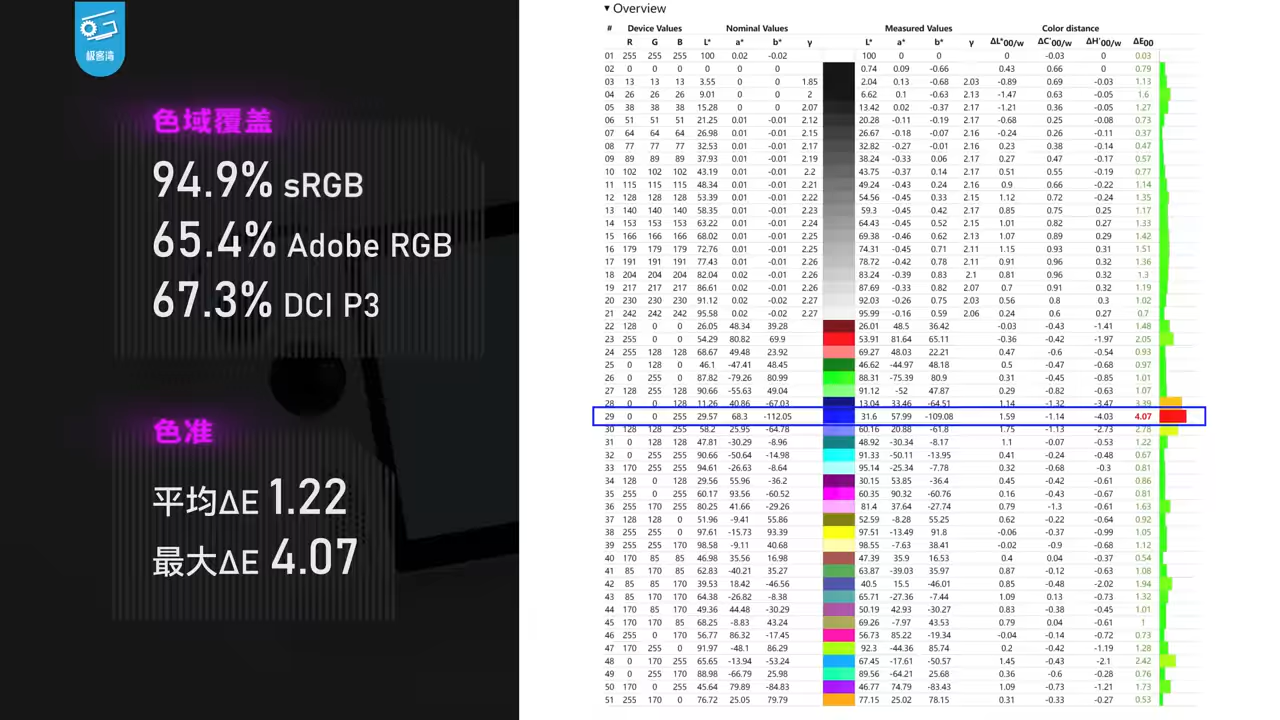 极客湾
色域覆盖
94.9% sRGB
65.4% Adobe RGB
67.3% DCI P3
色准
平均ΔE 1.22
最大ΔE 4.07
▼ Overview
# Device Values Nominal Values Measured Values Color distance
R G B L* a* b* γ L* a* b* γ ΔL*00/w ΔC'00/w ΔH'00/w ΔE00
01 255 255 255 100 0.02 -0.02 100 0 0 0 -0.03 0 0.03
02 0 0 0 0 0 0 0.74 0.09 -0.66 0.43 0.66 0 0.79
03 13 13 13 3.55 0 0 1.85 2.04 0.13 -0.68 2.03 -0.89 0.69 -0.03 1.13
04 26 26 26 9.01 0 0 2 6.62 0.1 -0.63 2.13 -1.47 0.63 -0.05 1.6
05 38 38 38 15.28 0 0 2.07 13.42 0.02 -0.37 2.17 -1.21 0.36 -0.05 1.27
06 51 51 51 21.25 0.01 -0.01 2.12 20.28 -0.11 -0.19 2.17 -0.68 0.25 -0.08 0.73
07 64 64 64 26.98 0.01 -0.01 2.15 26.67 -0.18 -0.07 2.16 -0.24 0.26 -0.11 0.37
08 77 77 77 32.53 0.01 -0.01 2.17 32.82 -0.27 -0.01 2.16 0.23 0.38 -0.14 0.47
09 89 89 89 37.93 0.01 -0.01 2.19 38.24 -0.33 0.06 2.17 0.27 0.47 -0.17 0.57
10 102 102 102 43.19 0.01 -0.01 2.2 43.75 -0.37 0.14 2.17 0.51 0.55 -0.19 0.77
11 115 115 115 48.34 0.01 -0.01 2.21 49.24 -0.43 0.24 2.16 0.9 0.66 -0.22 1.14
12 128 128 128 53.39 0.01 -0.01 2.22 54.56 -0.45 0.33 2.15 1.12 0.72 -0.24 1.35
13 140 140 140 58.35 0.01 -0.01 2.23 59.3 -0.45 0.42 2.17 0.85 0.75 0.25 1.17
14 153 153 153 63.22 0.01 -0.01 2.24 64.43 -0.45 0.52 2.15 1.01 0.82 0.27 1.33
15 166 166 166 68.02 0.01 -0.01 2.25 69.38 -0.46 0.62 2.13 1.07 0.89 0.29 1.42
16 179 179 179 72.76 0.01 -0.01 2.25 74.31 -0.45 0.71 2.11 1.15 0.93 0.31 1.51
17 191 191 191 77.43 0.01 -0.01 2.26 78.72 -0.42 0.78 2.11 0.91 0.96 0.32 1.36
18 204 204 204 82.04 0.02 -0.01 2.26 83.24 -0.39 0.83 2.1 0.81 0.96 0.32 1.3
19 217 217 217 86.61 0.02 -0.01 2.26 87.69 -0.33 0.82 2.07 0.7 0.91 0.32 1.19
20 230 230 230 91.12 0.02 -0.01 2.27 92.03 -0.26 0.75 2.03 0.56 0.8 0.3 1.02
21 242 242 242 95.58 0.02 -0.02 2.27 95.99 -0.16 0.59 2.06 0.24 0.6 0.27 0.7
22 128 0 0 26.05 48.34 39.28 26.01 48.5 36.42 -0.03 -0.43 -1.41 1.48
23 255 0 0 54.29 80.82 69.9 53.91 81.64 65.11 -0.36 -0.42 -1.97 2.05
24 255 128 128 68.67 49.48 23.92 69.27 48.03 22.21 0.47 -0.6 -0.54 0.93
25 0 128 0 46.1 -47.41 48.45 46.62 -44.97 48.18 0.5 -0.47 -0.68 0.97
26 0 255 0 87.82 -79.26 80.99 88.31 -75.39 80.9 0.31 -0.45 -0.85 1.01
27 128 255 128 90.66 -55.63 49.04 91.12 -52 47.87 0.29 -0.82 -0.63 1.07
28 0 0 128 11.26 40.86 -67.03 13.04 33.46 -64.51 1.14 -1.32 -3.47 3.39
29 0 0 255 29.57 68.3 -112.05 31.6 57.99 -109.08 1.59 -1.14 -4.03 4.07
30 128 128 255 58.2 25.95 -64.78 60.16 20.88 -61.8 1.75 -1.13 -2.73 2.78
31 0 128 128 47.81 -30.29 -8.96 48.92 -30.34 -8.17 1.1 -0.07 -0.53 1.22
32 0 255 255 90.66 -50.64 -14.98 91.33 -50.11 -13.95 0.41 -0.24 -0.48 0.67
33 170 255 255 94.61 -26.63 -8.64 95.14 -25.34 -7.78 0.32 -0.68 -0.3 0.81
34 128 0 128 29.56 55.96 -36.2 30.15 53.85 -36.4 0.45 -0.42 -0.61 0.86
35 255 0 255 60.17 93.56 -60.52 60.35 90.32 -60.76 0.16 -0.43 -0.67 0.81
36 255 170 255 80.25 41.66 -29.26 81.4 37.64 -27.74 0.79 -1.3 -0.61 1.63
37 128 128 0 51.96 -9.41 55.86 52.59 -8.28 55.25 0.62 -0.22 -0.64 0.92
38 255 255 0 97.61 -15.73 93.39 97.51 -13.49 91.8 -0.06 -0.37 -0.99 1.05
39 255 255 170 98.58 -9.11 40.68 98.55 -7.63 38.41 -0.02 -0.9 -0.68 1.12
40 170 85 85 46.98 35.56 16.98 47.39 35.9 16.53 0.4 0.04 -0.37 0.54
41 85 170 85 62.83 -40.21 35.27 63.87 -39.03 35.97 0.87 -0.12 -0.63 1.08
42 85 85 170 39.53 18.42 -46.56 40.5 15.5 -46.01 0.85 -0.48 -2.02 1.94
43 85 170 170 64.38 -26.82 -8.38 65.71 -27.36 -7.44 1.09 0.13 -0.73 1.32
44 170 85 170 49.36 44.48 -30.29 50.19 42.93 -30.27 0.83 -0.38 -0.45 1.01
45 170 170 85 68.25 -8.83 43.24 69.26 -7.97 43.53 0.79 0.04 -0.61 1
46 255 0 170 56.77 86.32 -17.45 56.73 85.22 -19.34 -0.04 -0.14 -0.72 0.73
47 170 255 0 91.97 -48.1 86.29 92.3 -44.36 85.74 0.2 -0.42 -1.19 1.28
48 0 170 255 65.65 -13.94 -53.24 67.45 -17.61 -50.57 1.45 -0.43 -2.1 2.42
49 0 255 170 88.98 -66.79 25.98 89.56 -64.21 25.68 0.36 -0.6 -0.28 0.76
50 170 0 255 45.64 79.89 -84.83 46.77 74.79 -83.43 1.09 -0.73 -1.21 1.73
51 255 170 0 76.72 25.05 79.79 77.15 25.02 78.15 0.31 -0.33 -0.27 0.53